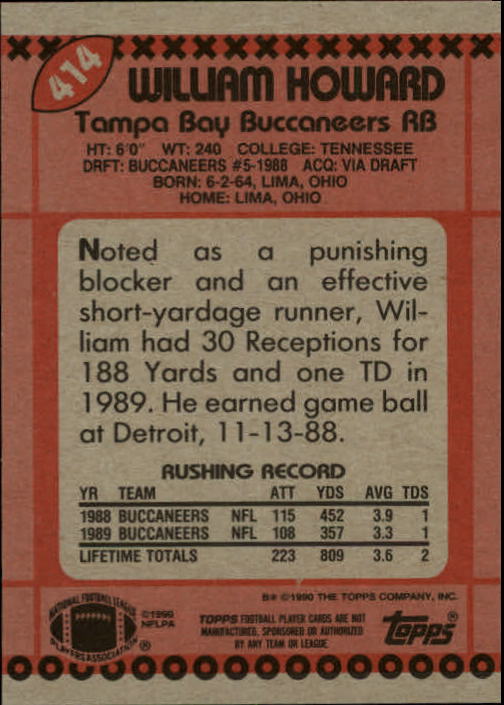 414
WILLIAM HOWARD
Tampa Bay Buccaneers RB
HT: 6'0" WT: 240 COLLEGE: TENNESSEE
DRFT: BUCCANEERS #5-1988 ACQ: VIA DRAFT
BORN: 6-2-64, LIMA, OHIO
HOME: LIMA, OHIO
Noted as a punishing
blocker and an effective
short-yardage runner, Wil-
liam had 30 Receptions for
188 Yards and one TD in
1989. He earned game ball
at Detroit, 11-13-88.
RUSHING RECORD
YR TEAM ATT YDS AVG TDS
1988 BUCCANEERS NFL 115 452 3.9 1
1989 BUCCANEERS NFL 108 357 3.3 1
LIFETIME TOTALS 223 809 3.6 2
B* ©1990 THE TOPPS COMPANY, INC.
NATIONAL FOOTBALL LEAGUE
PLAYERS ASSOCIATION ®
©1990
NFLPA
TOPPS FOOTBALL PLAYER CARDS ARE NOT
MANUFACTURED, SPONSORED OR AUTHORIZED
BY ANY TEAM OR LEAGUE.
topps®